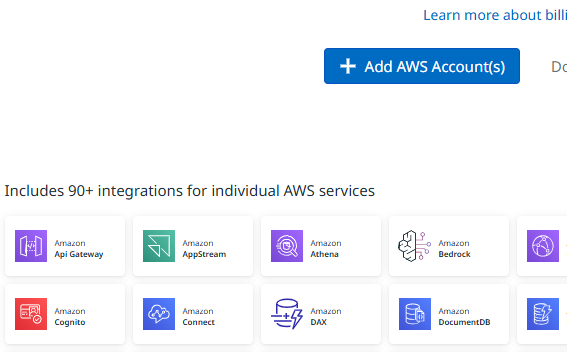 Learn more about billi
+ Add AWS Account(s)
Do
Includes 90+ integrations for individual AWS services
Amazon
Api Gateway
Amazon
AppStream
Amazon
Athena
Amazon
Bedrock
Amazon
Cognito
Amazon
Connect
Amazon
DAX
Amazon
DocumentDB